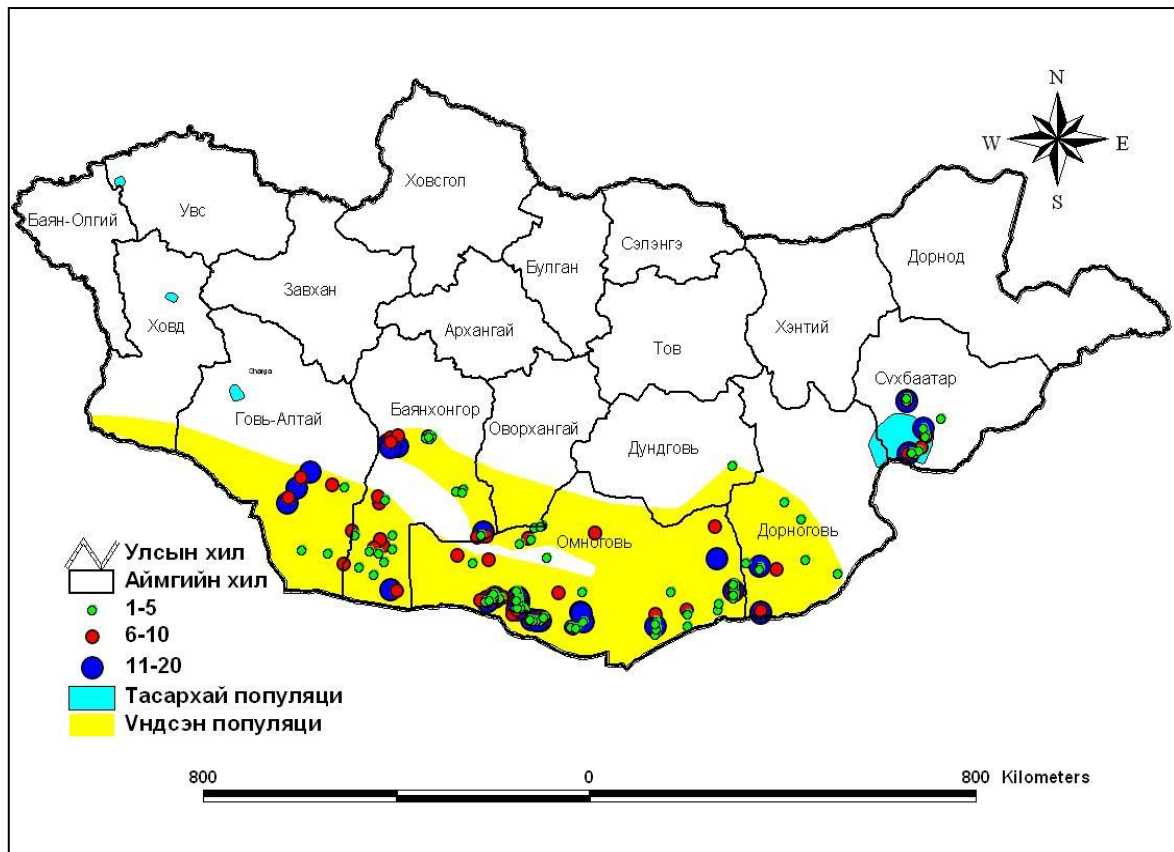 N
W E
S
Ховсгол
Баян-Олгий
Увс
Сэлэнгэ
Булган
Дорнод
Завхан
Ховд
Архангай
Хэнтий
Тов
Сvхбаатар
Говь-Алтай
Баянхонгор
Оворхангай
Дундговь
Дорноговь
Омноговь
Улсын хил
Аймгийн хил
1-5
6-10
11-20
Тасархай популяци
Vндсэн популяци
800 0 800 Kilometers